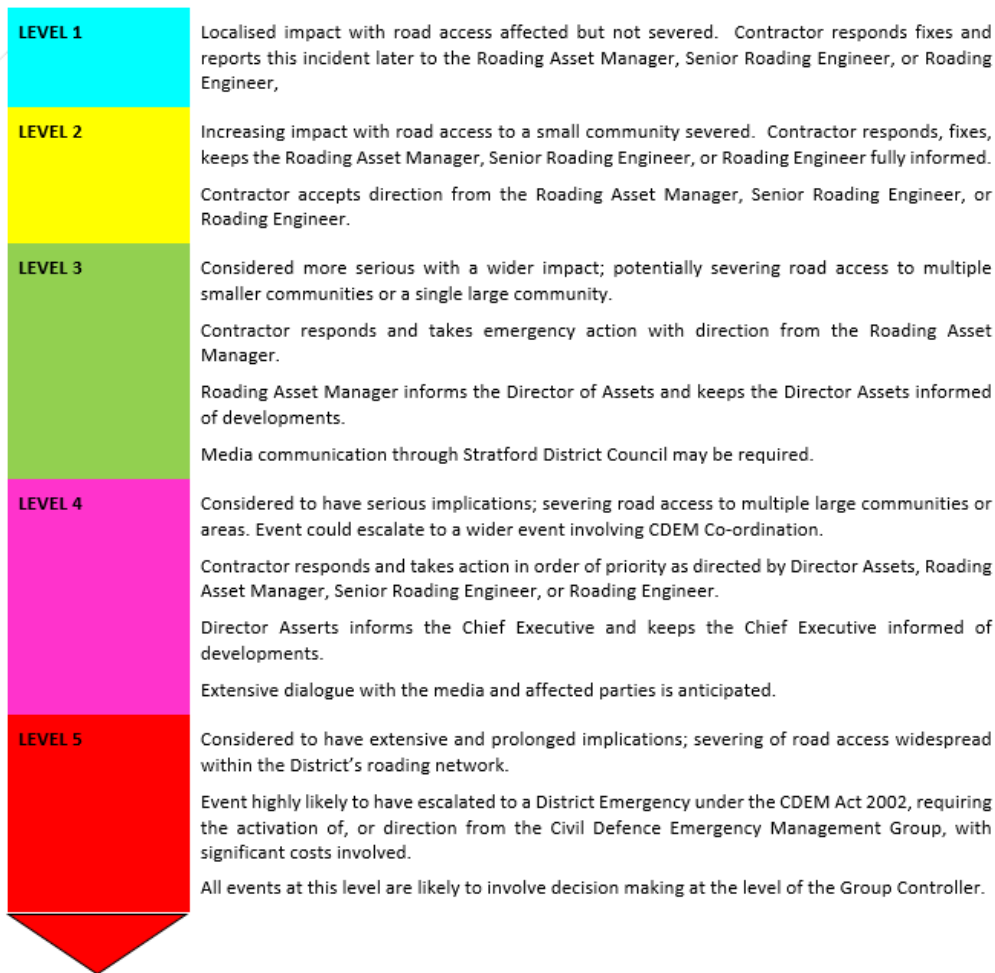 LEVEL 1
Localised impact with road access affected but not severed. Contractor responds fixes and
reports this incident later to the Roading Asset Manager, Senior Roading Engineer, or Roading
Engineer,
LEVEL 2
Increasing impact with road access to a small community severed. Contractor responds, fixes,
keeps the Roading Asset Manager, Senior Roading Engineer, or Roading Engineer fully informed.
Contractor accepts direction from the Roading Asset Manager, Senior Roading Engineer, or
Roading Engineer.
LEVEL 3
Considered more serious with a wider impact; potentially severing road access to multiple
smaller communities or a single large community.
Contractor responds and takes emergency action with direction from the Roading Asset
Manager.
Roading Asset Manager informs the Director of Assets and keeps the Director Assets informed
of developments.
Media communication through Stratford District Council may be required.
LEVEL 4
Considered to have serious implications; severing road access to multiple large communities or
areas. Event could escalate to a wider event involving CDEM Co-ordination.
Contractor responds and takes action in order of priority as directed by Director Assets, Roading
Asset Manager, Senior Roading Engineer, or Roading Engineer.
Director Asserts informs the Chief Executive and keeps the Chief Executive informed of
developments.
Extensive dialogue with the media and affected parties is anticipated.
LEVEL 5
Considered to have extensive and prolonged implications; severing of road access widespread
within the District’s roading network.
Event highly likely to have escalated to a District Emergency under the CDEM Act 2002, requiring
the activation of, or direction from the Civil Defence Emergency Management Group, with
significant costs involved.
All events at this level are likely to involve decision making at the level of the Group Controller.